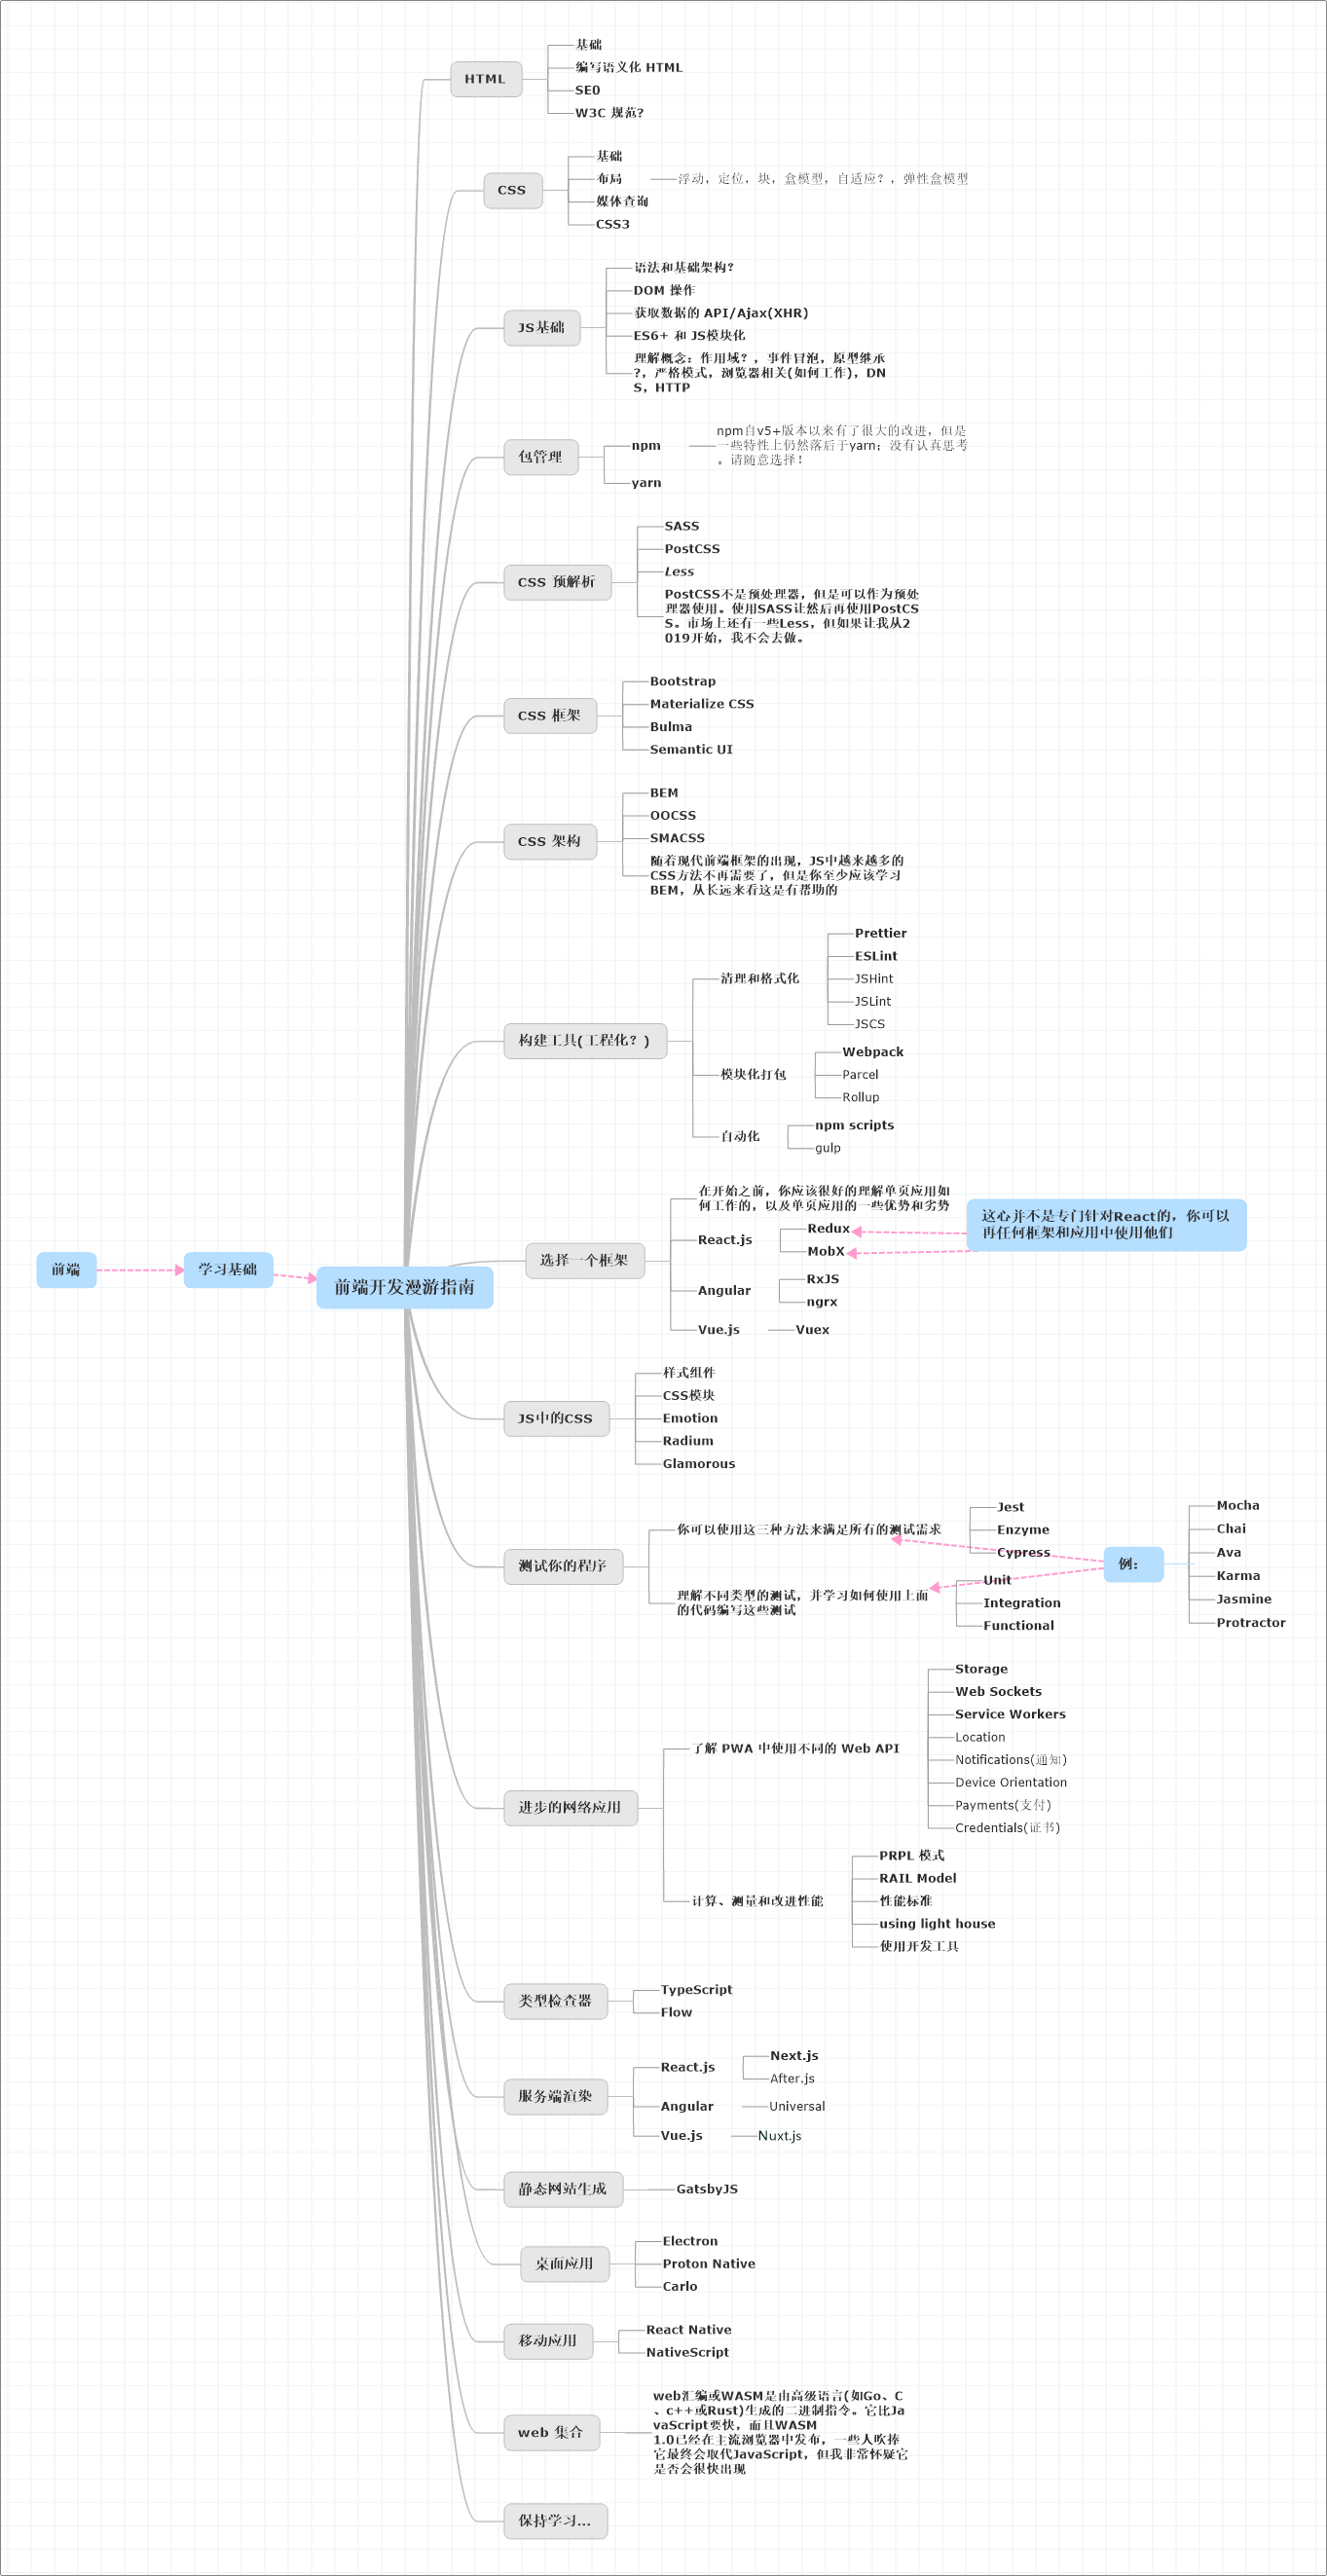 HTML
基础
编写语义化 HTML
SE0
W3C 规范?
CSS
基础
布局
浮动，定位，块，盒模型，自适应？，弹性盒模型
媒体查询
CSS3
JS基础
语法和基础架构?
DOM 操作
获取数据的 API/Ajax(XHR)
ES6+ 和 JS模块化
理解概念：作用域？，事件冒泡，原型继承
?，严格模式，浏览器相关(如何工作)，DN
S，HTTP
包管理
npm
npm自v5+版本以来有了很大的改进，但是
一些特性上仍然落后于yarn；没有认真思考
。请随意选择！
yarn
CSS 预解析
SASS
PostCSS
Less
PostCSS不是预处理器，但是可以作为预处
理器使用。使用SASS让然后再使用PostCS
S。市场上还有一些Less，但如果让我从2
019开始，我不会去做。
CSS 框架
Bootstrap
Materialize CSS
Bulma
Semantic UI
CSS 架构
BEM
OOCSS
SMACSS
随着现代前端框架的出现，JS中越来越多的
CSS方法不再需要了，但是你至少应该学习
BEM，从长远来看这是有帮助的
构建工具(工程化？)
清理和格式化
Prettier
ESLint
JSHint
JSLint
JSCS
模块化打包
Webpack
Parcel
Rollup
自动化
npm scripts
gulp
前端
学习基础
前端开发漫游指南
选择一个框架
在开始之前，你应该很好的理解单页应用如
何工作的，以及单页应用的一些优势和劣势
React.js
Redux
MobX
这心并不是专门针对React的，你可以
再任何框架和应用中使用他们
Angular
RxJS
ngrx
Vue.js
Vuex
JS中的CSS
样式组件
CSS模块
Emotion
Radium
Glamorous
测试你的程序
你可以使用这三种方法来满足所有的测试需求
Jest
Enzyme
Cypress
理解不同类型的测试，并学习如何使用上面
的代码编写这些测试
Unit
Integration
Functional
例：
Mocha
Chai
Ava
Karma
Jasmine
Protractor
进步的网络应用
了解 PWA 中使用不同的 Web API
Storage
Web Sockets
Service Workers
Location
Notifications(通知)
Device Orientation
Payments(支付)
Credentials(证书)
计算、测量和改进性能
PRPL 模式
RAIL Model
性能标准
using light house
使用开发工具
类型检查器
TypeScript
Flow
服务端渲染
React.js
Next.js
After.js
Angular
Universal
Vue.js
Nuxt.js
静态网站生成
GatsbyJS
桌面应用
Electron
Proton Native
Carlo
移动应用
React Native
NativeScript
web 集合
web汇编或WASM是由高级语言(如Go、C
、c++或Rust)生成的二进制指令。它比Ja
vaScript要快，而且WASM
1.0已经在主流浏览器中发布，一些人吹捧
它最终会取代JavaScript，但我非常怀疑它
是否会很快出现
保持学习...